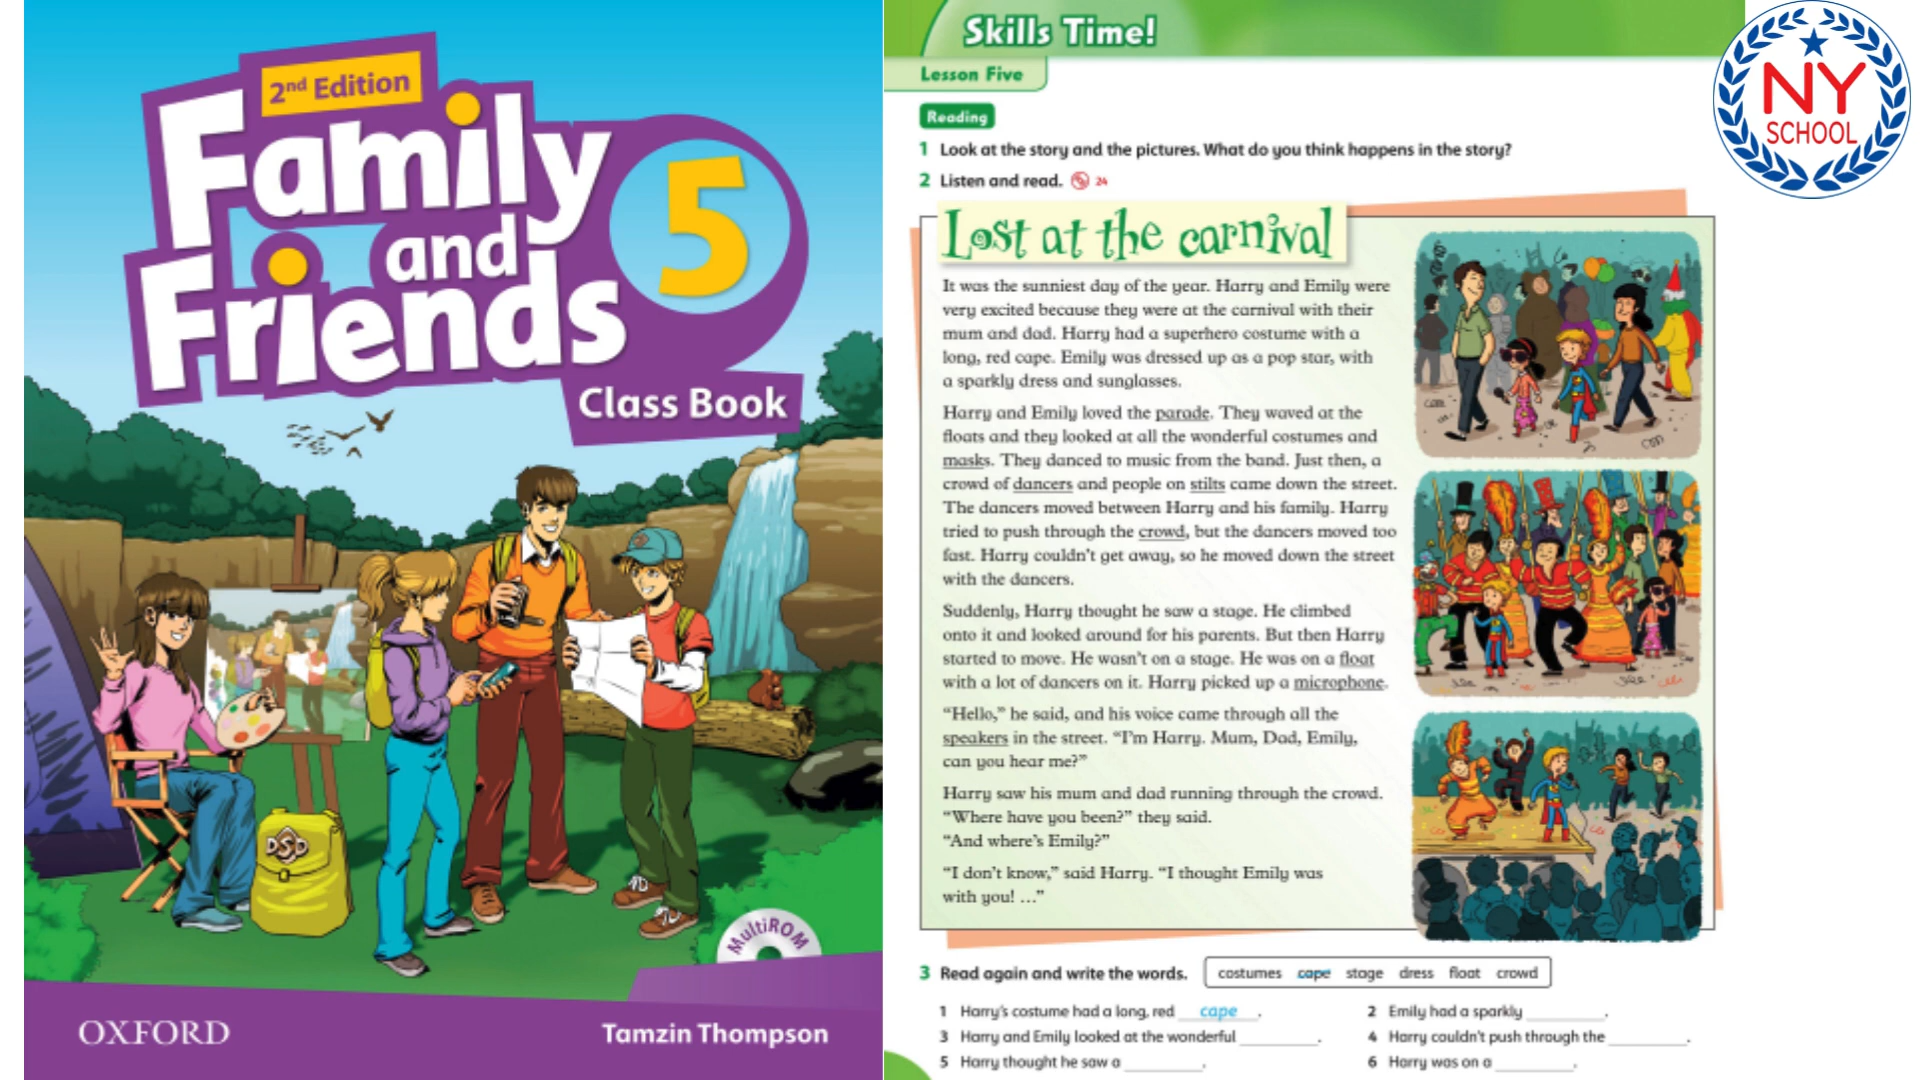 2nd Edition
Family
and
Friends
5
Class Book
DSD
MultiROM
OXFORD
Tamzin Thompson
Skills Time!
Lesson Five
Reading
1 Look at the story and the pictures. What do you think happens in the story?
2 Listen and read. 24
Lost at the carnival
It was the sunniest day of the year. Harry and Emily were
very excited because they were at the carnival with their
mum and dad. Harry had a superhero costume with a
long, red cape. Emily was dressed up as a pop star, with
a sparkly dress and sunglasses.
Harry and Emily loved the parade. They waved at the
floats and they looked at all the wonderful costumes and
masks. They danced to music from the band. Just then, a
crowd of dancers and people on stilts came down the street.
The dancers moved between Harry and his family. Harry
tried to push through the crowd, but the dancers moved too
fast. Harry couldn't get away, so he moved down the street
with the dancers.
Suddenly, Harry thought he saw a stage. He climbed
onto it and looked around for his parents. But then Harry
started to move. He wasn't on a stage. He was on a float
with a lot of dancers on it. Harry picked up a microphone.
“Hello,” he said, and his voice came through all the
speakers in the street. “I'm Harry. Mum, Dad, Emily,
can you hear me?”
Harry saw his mum and dad running through the crowd.
“Where have you been?” they said.
“And where's Emily?”
“I don't know,” said Harry. “I thought Emily was
with you! ...”
3 Read again and write the words. costumes cape stage dress float crowd
1 Harry's costume had a long, red cape.
2 Emily had a sparkly ________.
3 Harry and Emily looked at the wonderful ________.
4 Harry couldn't push through the ________.
5 Harry thought he saw a ________.
6 Harry was on a ________.
NY
SCHOOL